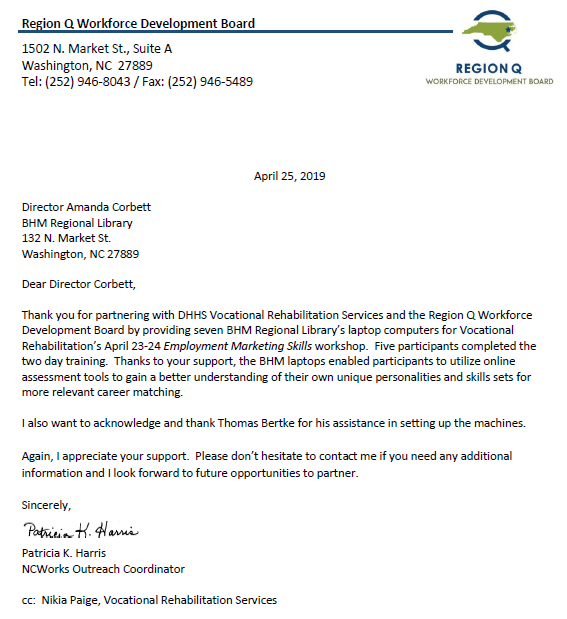 Region Q Workforce Development Board
1502 N. Market St., Suite A
Washington, NC  27889
Tel: (252) 946-8043 / Fax: (252) 946-5489
REGION Q
WORKFORCE DEVELOPMENT BOARD
April 25, 2019
Director Amanda Corbett
BHM Regional Library
132 N. Market St.
Washington, NC 27889
Dear Director Corbett,
Thank you for partnering with DHHS Vocational Rehabilitation Services and the Region Q Workforce
Development Board by providing seven BHM Regional Library's laptop computers for Vocational
Rehabilitation's April 23-24 Employment Marketing Skills workshop.  Five participants completed the
two day training.  Thanks to your support, the BHM laptops enabled participants to utilize online
assessment tools to gain a better understanding of their own unique personalities and skills sets for
more relevant career matching.
I also want to acknowledge and thank Thomas Bertke for his assistance in setting up the machines.
Again, I appreciate your support.  Please don't hesitate to contact me if you need any additional
information and I look forward to future opportunities to partner.
Sincerely,
Patricia K. Harris
Patricia K. Harris
NCWorks Outreach Coordinator
cc:  Nikia Paige, Vocational Rehabilitation Services